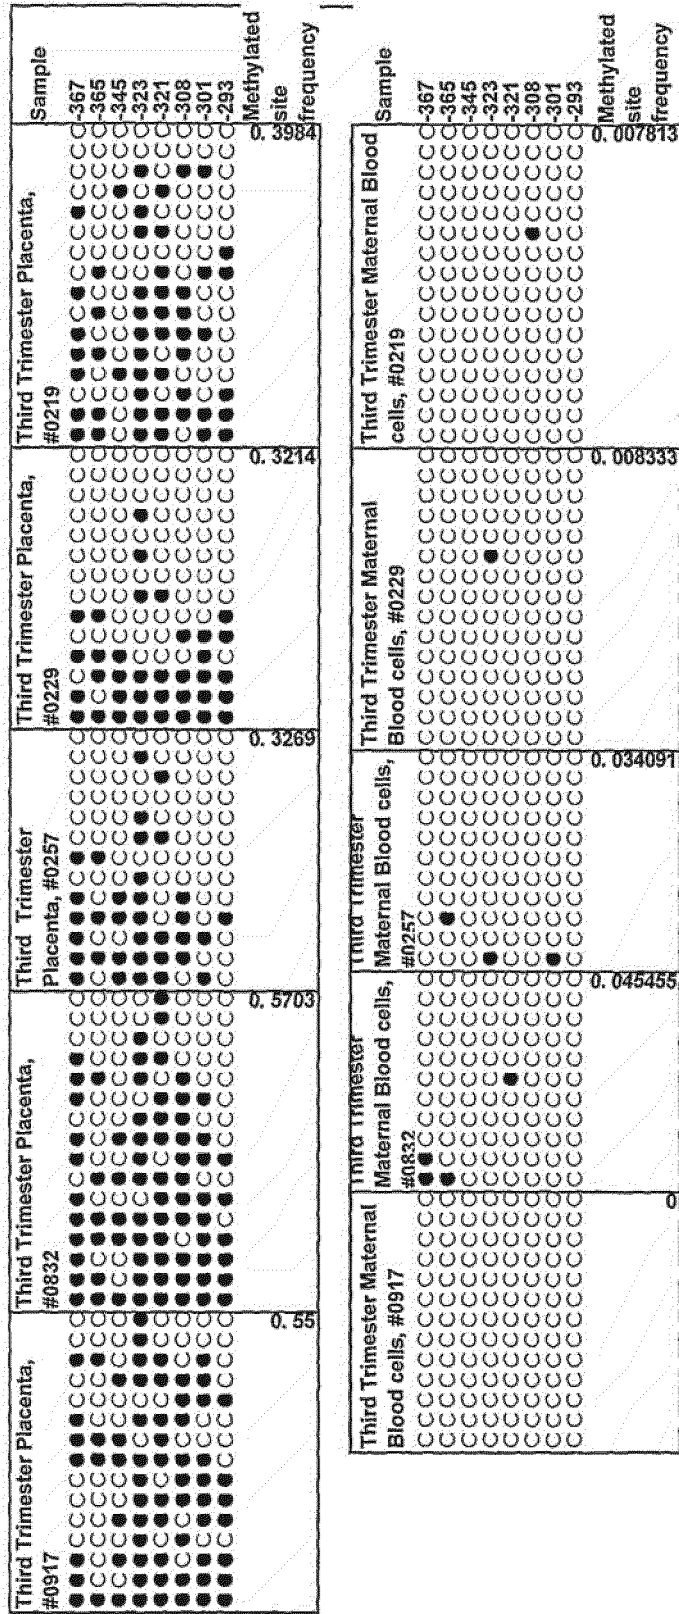 Sample
-367
-365
-345
-323
-321
-308
-301
-293
Methylated
site
frequency
Third Trimester Placenta,
#0219
0. 3984
Third Trimester Placenta,
#0229
0. 3214
Third Trimester
Placenta, #0257
0. 3269
Third Trimester Placenta,
#0832
0. 5703
Third Trimester Placenta,
#0917
0. 55
Sample
-367
-365
-345
-323
-321
-308
-301
-293
Methylated
site
frequency
Third Trimester Maternal Blood
cells, #0219
0. 007813
Third Trimester Maternal
Blood cells, #0229
0. 008333
Third Trimester
Maternal Blood cells,
#0257
0. 034091
Third Trimester
Maternal Blood cells,
#0832
0. 045455
Third Trimester Maternal
Blood cells, #0917
0